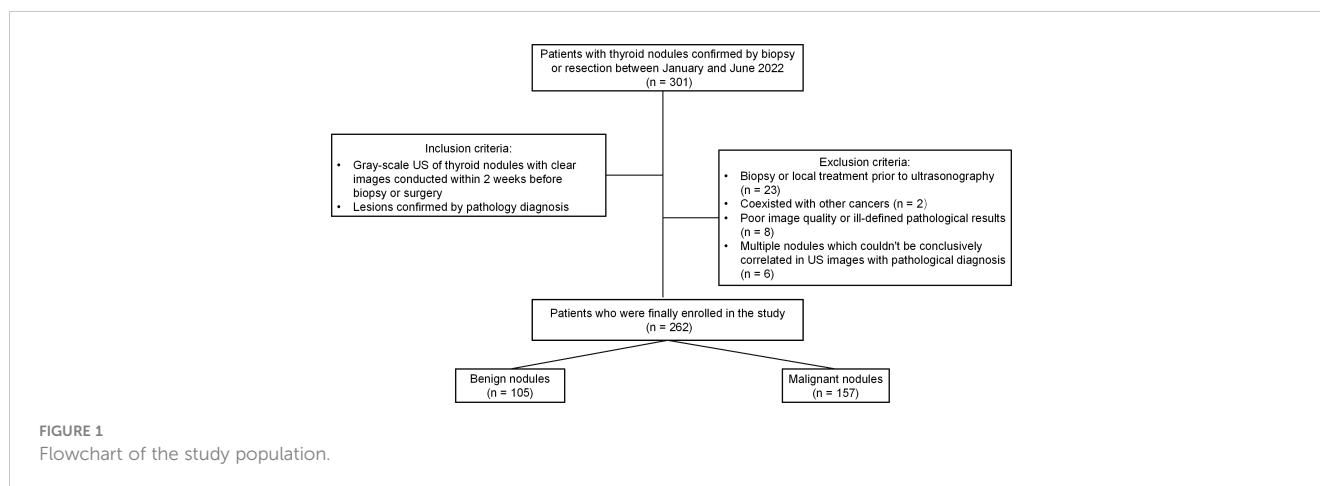 Patients with thyroid nodules confirmed by biopsy
or resection between January and June 2022
(n = 301)
Inclusion criteria:
• Gray-scale US of thyroid nodules with clear
images conducted within 2 weeks before
biopsy or surgery
• Lesions confirmed by pathology diagnosis
Exclusion criteria:
• Biopsy or local treatment prior to ultrasonography
(n = 23)
• Coexisted with other cancers (n = 2)
• Poor image quality or ill-defined pathological results
(n = 8)
• Multiple nodules which couldn't be conclusively
correlated in US images with pathological diagnosis
(n = 6)
Patients who were finally enrolled in the study
(n = 262)
Benign nodules
(n = 105)
Malignant nodules
(n = 157)
FIGURE 1
Flowchart of the study population.